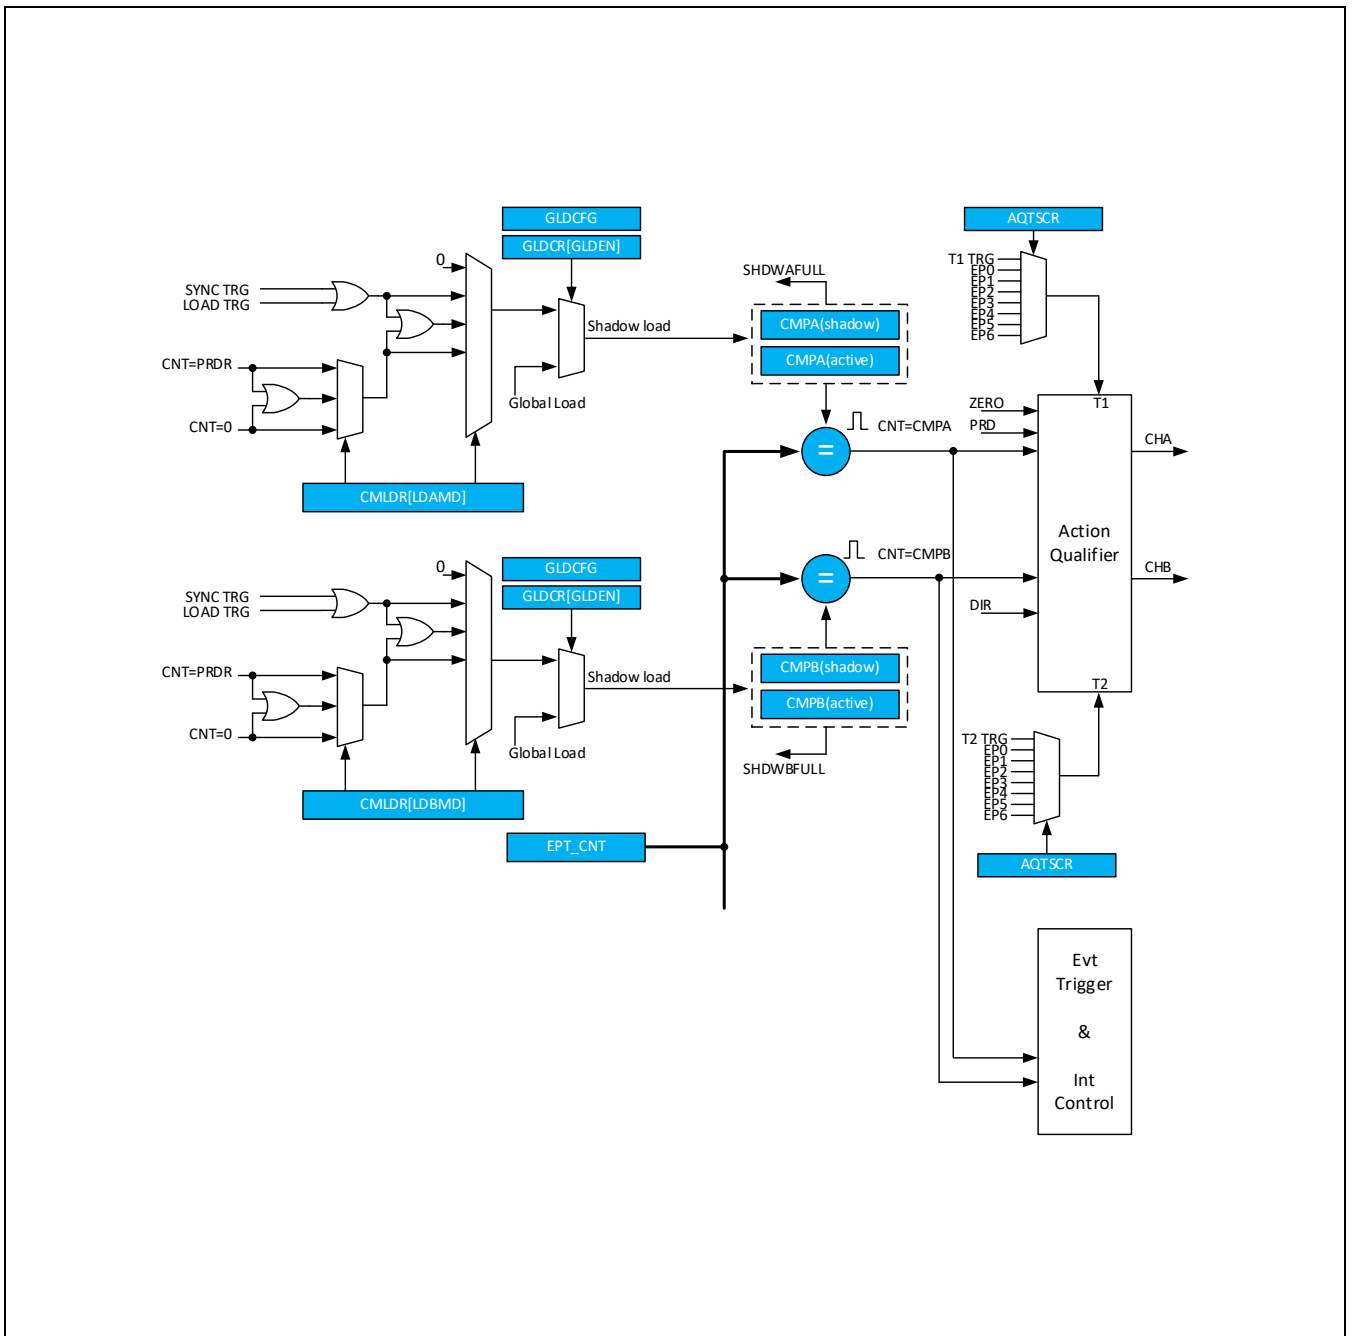 GLDCFG
GLDCR[GLDEN]
0
SYNC TRG
LOAD TRG
CNT=PRDR
CNT=0
Shadow load
Global Load
CMLDR[LDAMD]
SHDWAFULL
CMPA(shadow)
CMPA(active)
=
CNT=CMPA
AQTSCR
T1 TRG
EP0
EP1
EP2
EP3
EP4
EP5
EP6
T1
ZERO
PRD
CHA
Action
Qualifier
CHB
DIR
T2
GLDCFG
GLDCR[GLDEN]
0
SYNC TRG
LOAD TRG
CNT=PRDR
CNT=0
Shadow load
Global Load
CMLDR[LDBMD]
=
CNT=CMPB
CMPB(shadow)
CMPB(active)
SHDWBFULL
T2 TRG
EP0
EP1
EP2
EP3
EP4
EP5
EP6
AQTSCR
EPT_CNT
Evt
Trigger
&
Int
Control